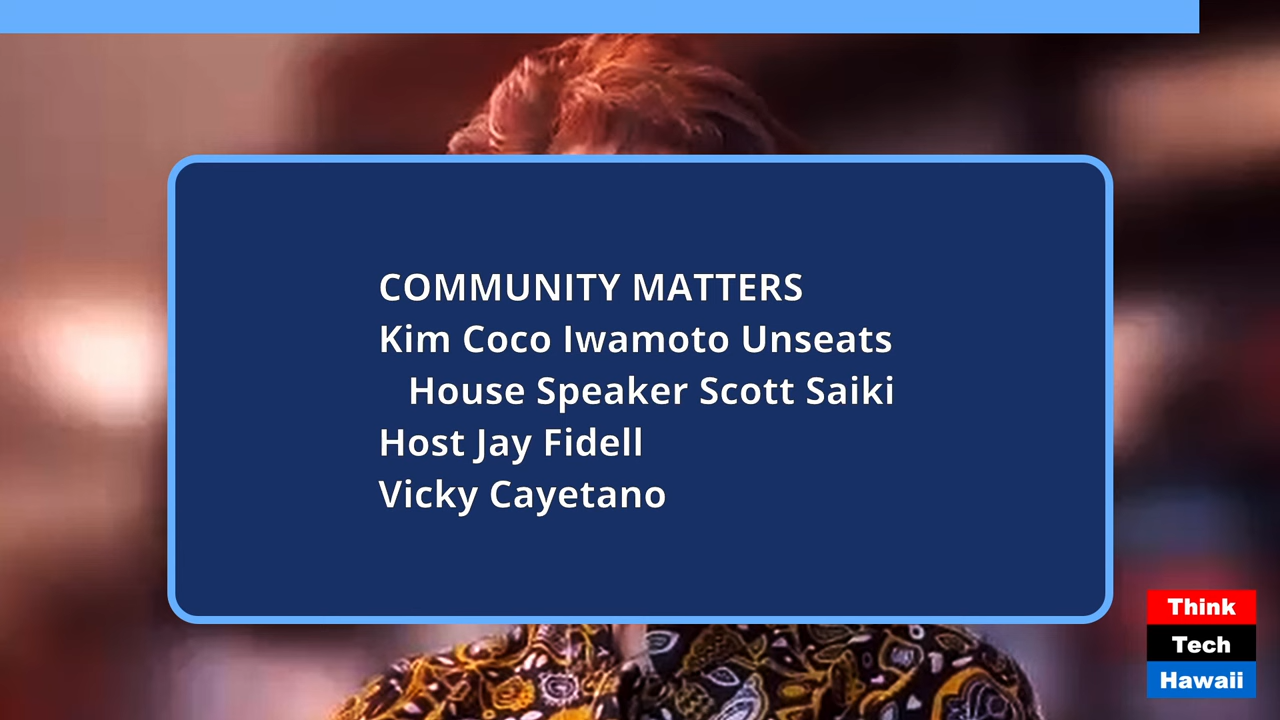 COMMUNITY MATTERS
Kim Coco Iwamoto Unseats
House Speaker Scott Saiki
Host Jay Fidell
Vicky Cayetano
Think
Tech
Hawaii